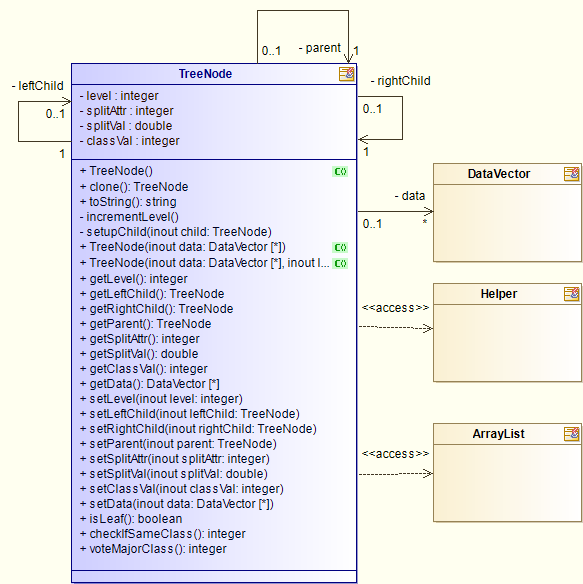 - parent
0..1
1
TreeNode
- leftChild
0..1
1
- rightChild
0..1
1
- level : integer
- splitAttr : integer
- splitVal : double
- classVal : integer
+ TreeNode()
+ clone(): TreeNode
+ toString(): string
- incrementLevel()
- setupChild(inout child: TreeNode)
+ TreeNode(inout data: DataVector [*])
+ TreeNode(inout data: DataVector [*], inout l...
+ getLevel(): integer
+ getLeftChild(): TreeNode
+ getRightChild(): TreeNode
+ getParent(): TreeNode
+ getSplitAttr(): integer
+ getSplitVal(): double
+ getClassVal(): integer
+ getData(): DataVector [*]
+ setLevel(inout level: integer)
+ setLeftChild(inout leftChild: TreeNode)
+ setRightChild(inout rightChild: TreeNode)
+ setParent(inout parent: TreeNode)
+ setSplitAttr(inout splitAttr: integer)
+ setSplitVal(inout splitVal: double)
+ setClassVal(inout classVal: integer)
+ setData(inout data: DataVector [*])
+ isLeaf(): boolean
+ checkIfSameClass(): integer
+ voteMajorClass(): integer
- data
0..1
*
DataVector
<<access>>
Helper
<<access>>
ArrayList